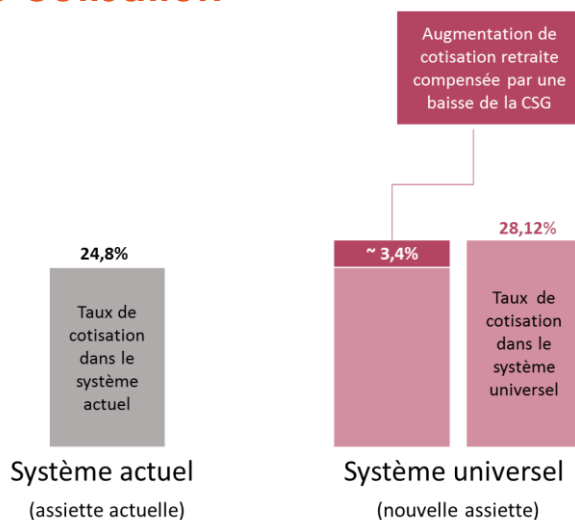 Augmentation de
cotisation retraite
compensée par une
baisse de la CSG
24,8%
Taux de
cotisation
dans le
système
actuel
~ 3,4%
28,12%
Taux de
cotisation
dans le
système
universel
Système actuel
(assiette actuelle)
Système universel
(nouvelle assiette)